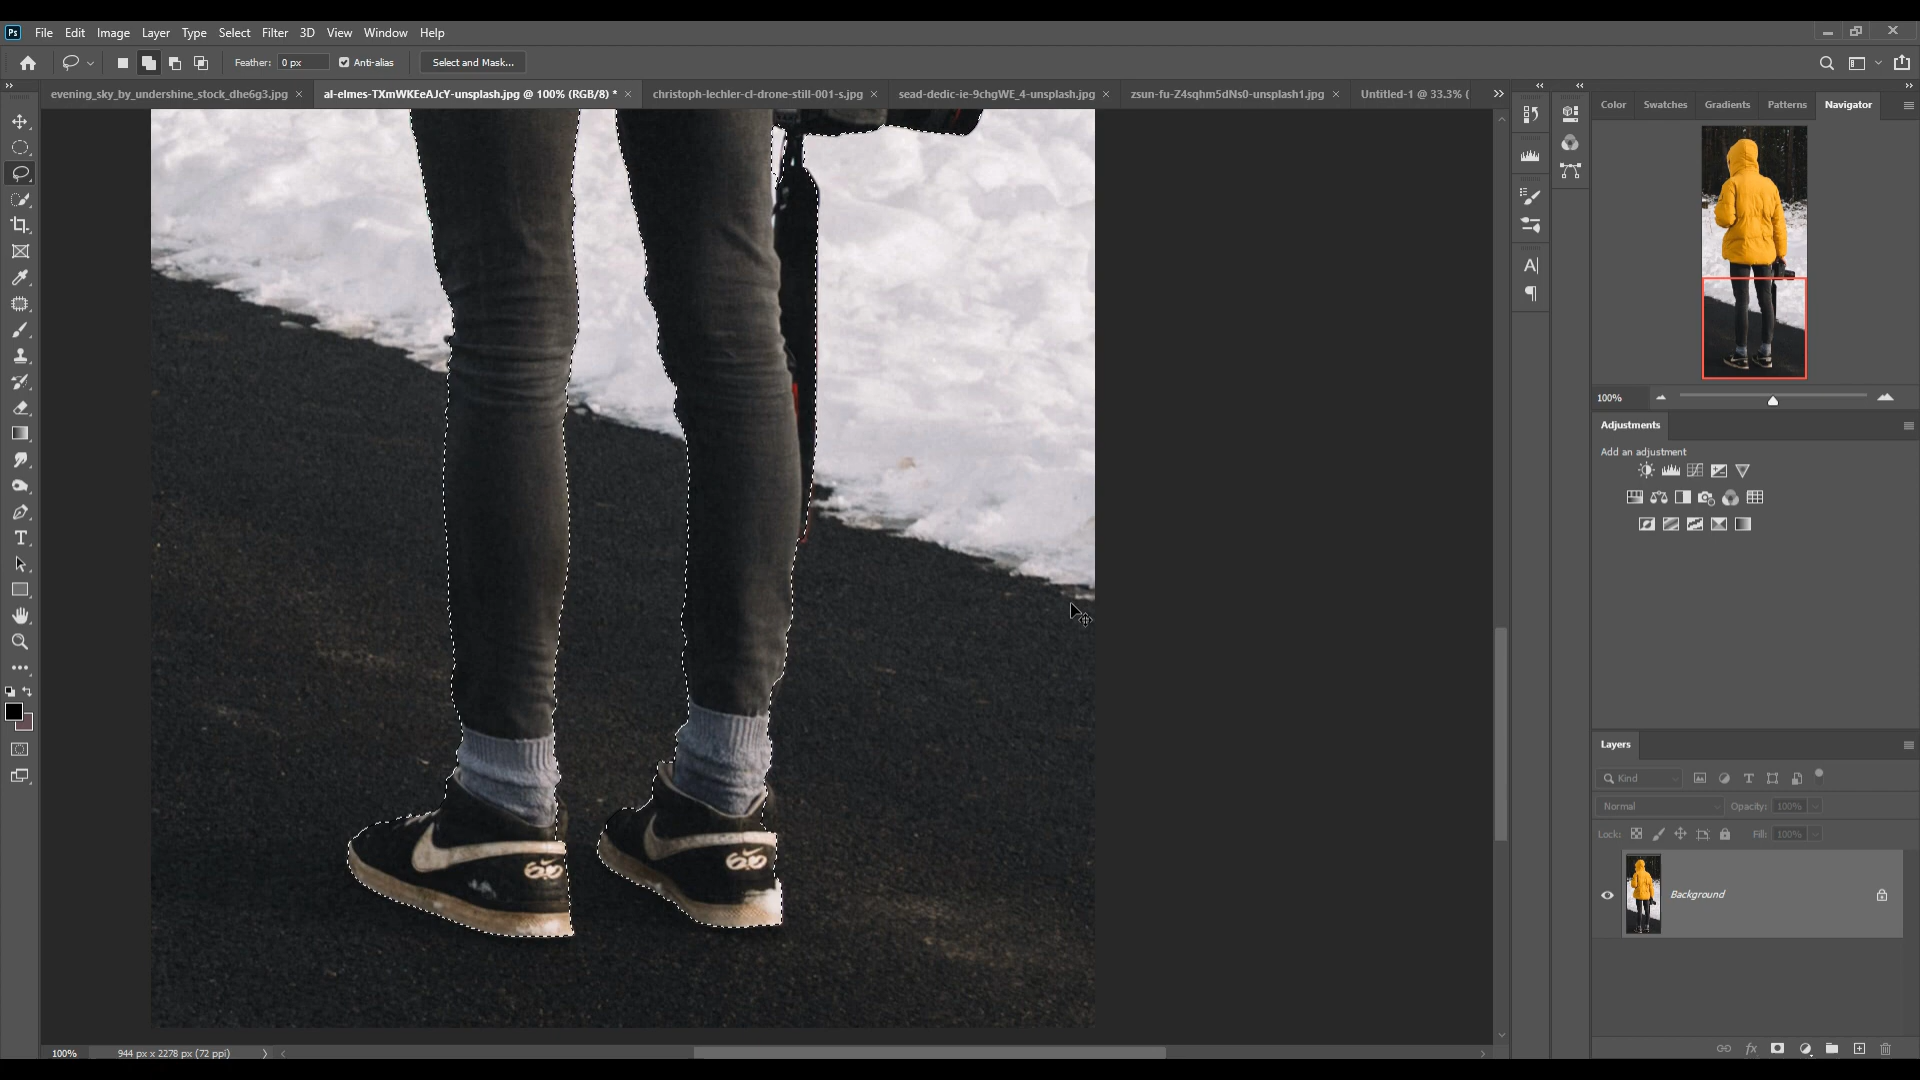 Ps File Edit Image Layer Type Select Filter 3D View Window Help
Feather: 0 px Anti-alias Select and Mask...
evening_sky_by_undershine_stock_dhe6g3.jpg × al-elmes-TXmWKEeAJcY-unsplash.jpg @ 100% (RGB/8) * × christoph-lechler-cl-drone-still-001-s.jpg × sead-dedic-ie-9chgWE_4-unsplash.jpg × zsun-fu-Z4sqhm5dNs0-unsplash1.jpg × Untitled-1 @ 33.3% (
Color Swatches Gradients Patterns Navigator
100%
Adjustments
Add an adjustment
Layers
Kind
Normal Opacity: 100%
Lock: Fill: 100%
Background
6.0 6.0
100% 944 px x 2278 px (72 ppi)